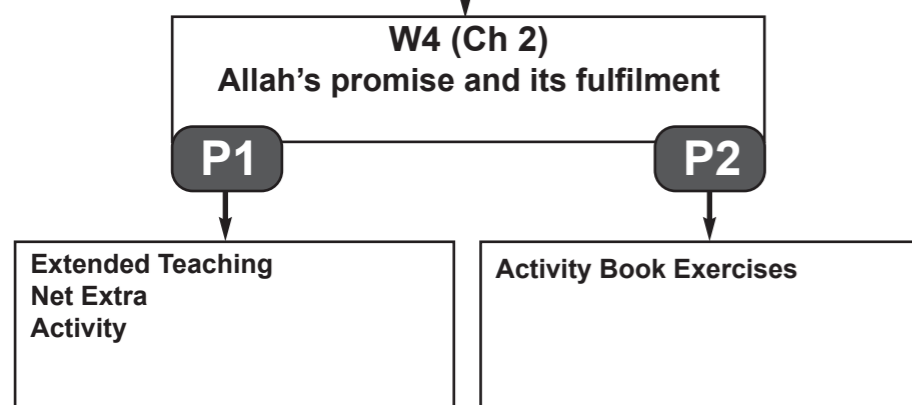 W4 (Ch 2)
Allah’s promise and its fulfilment
P1
P2
Extended Teaching
Net Extra
Activity
Activity Book Exercises